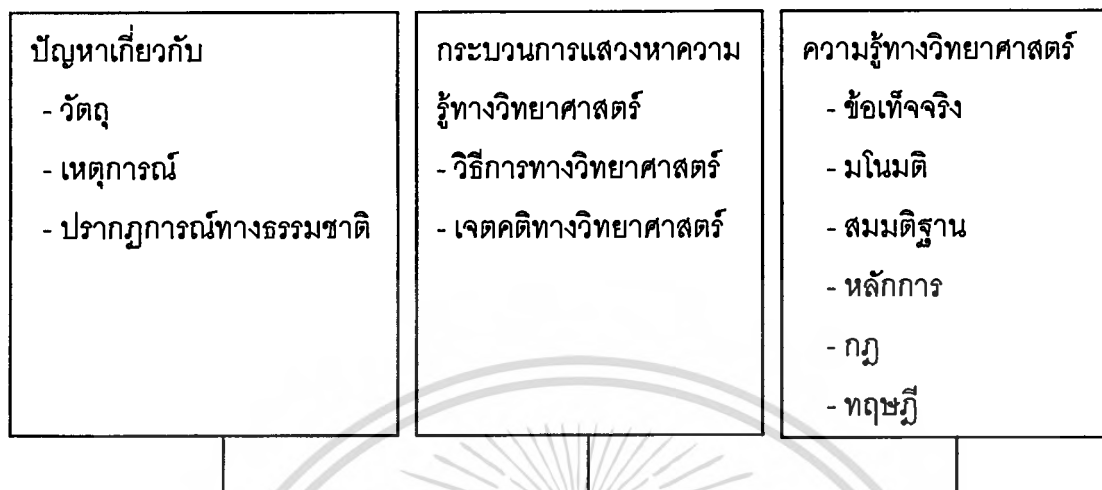 ปัญหาเกี่ยวกับ
- วัตถุ
- เหตุการณ์
- ปรากฏการณ์ทางธรรมชาติ
กระบวนการแสวงหาความ
รู้ทางวิทยาศาสตร์
- วิธีการทางวิทยาศาสตร์
- เจตคติทางวิทยาศาสตร์
ความรู้ทางวิทยาศาสตร์
- ข้อเท็จจริง
- มโนมติ
- สมมติฐาน
- หลักการ
- กฎ
- ทฤษฎี